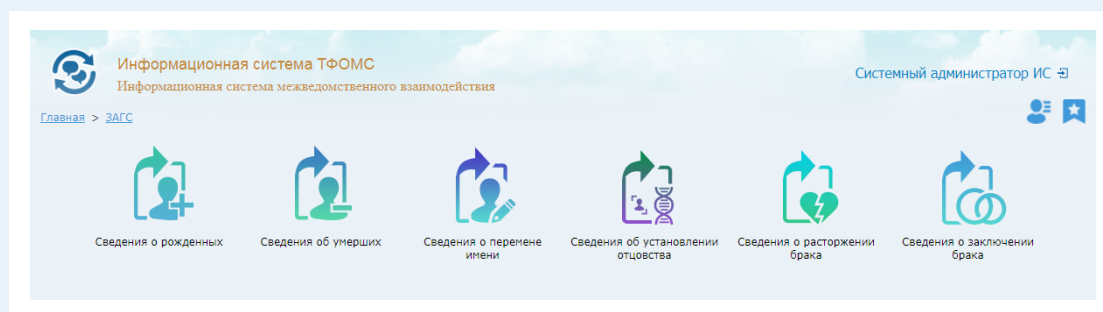 Информационная система ТФОМС
Информационная система межведомственного взаимодействия
Системный администратор ИС
Главная > ЗАГС
Сведения о рожденных
Сведения об умерших
Сведения о перемене
имени
Сведения об установлении
отцовства
Сведения о расторжении
брака
Сведения о заключении
брака